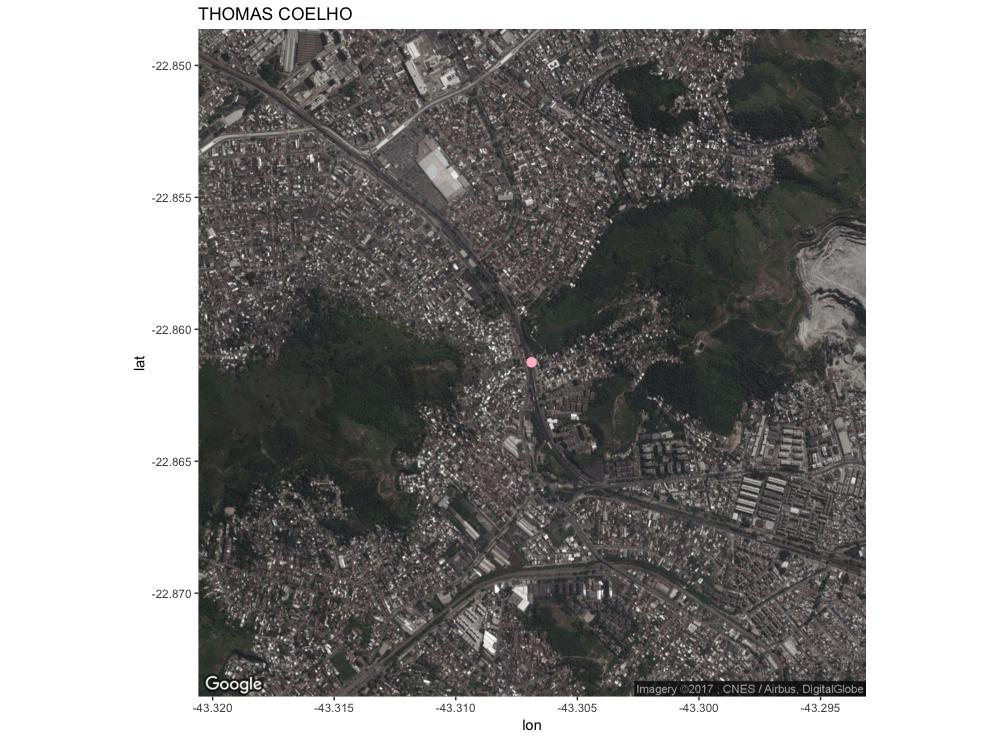 THOMAS COELHO
-22.850
-22.855
-22.860
lat
-22.865
-22.870
Google
Imagery ©2017 , CNES / Airbus, DigitalGlobe
-43.320
-43.315
-43.310
-43.305
-43.300
-43.295
lon